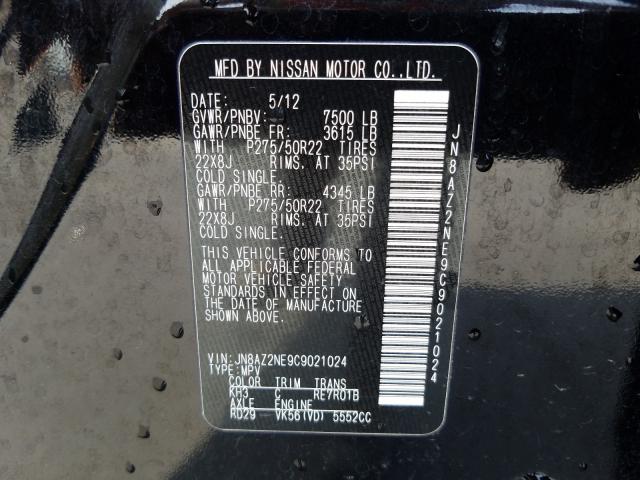 MFD BY NISSAN MOTOR CO.,LTD.
DATE: 5/12
GVWR/PNBV: 7500 LB
GAWR/PNBE FR: 3615 LB
WITH P275/50R22 TIRES
22X8J RIMS. AT 35PSI
COLD SINGLE.
GAWR/PNBE RR: 4345 LB
WITH P275/50R22 TIRES
22X8J RIMS. AT 35PSI
COLD SINGLE.
THIS VEHICLE CONFORMS TO
ALL APPLICABLE FEDERAL
MOTOR VEHICLE SAFETY
STANDARDS IN EFFECT ON
THE DATE OF MANUFACTURE
SHOWN ABOVE.
VIN: JN8AZ2NE9C9021024
TYPE: MPV
COLOR TRIM TRANS
KH3 C RE7R01B
AXLE ENGINE
RD29 VK56(VD) 5552CC
JN8AZ2NE9C9021024